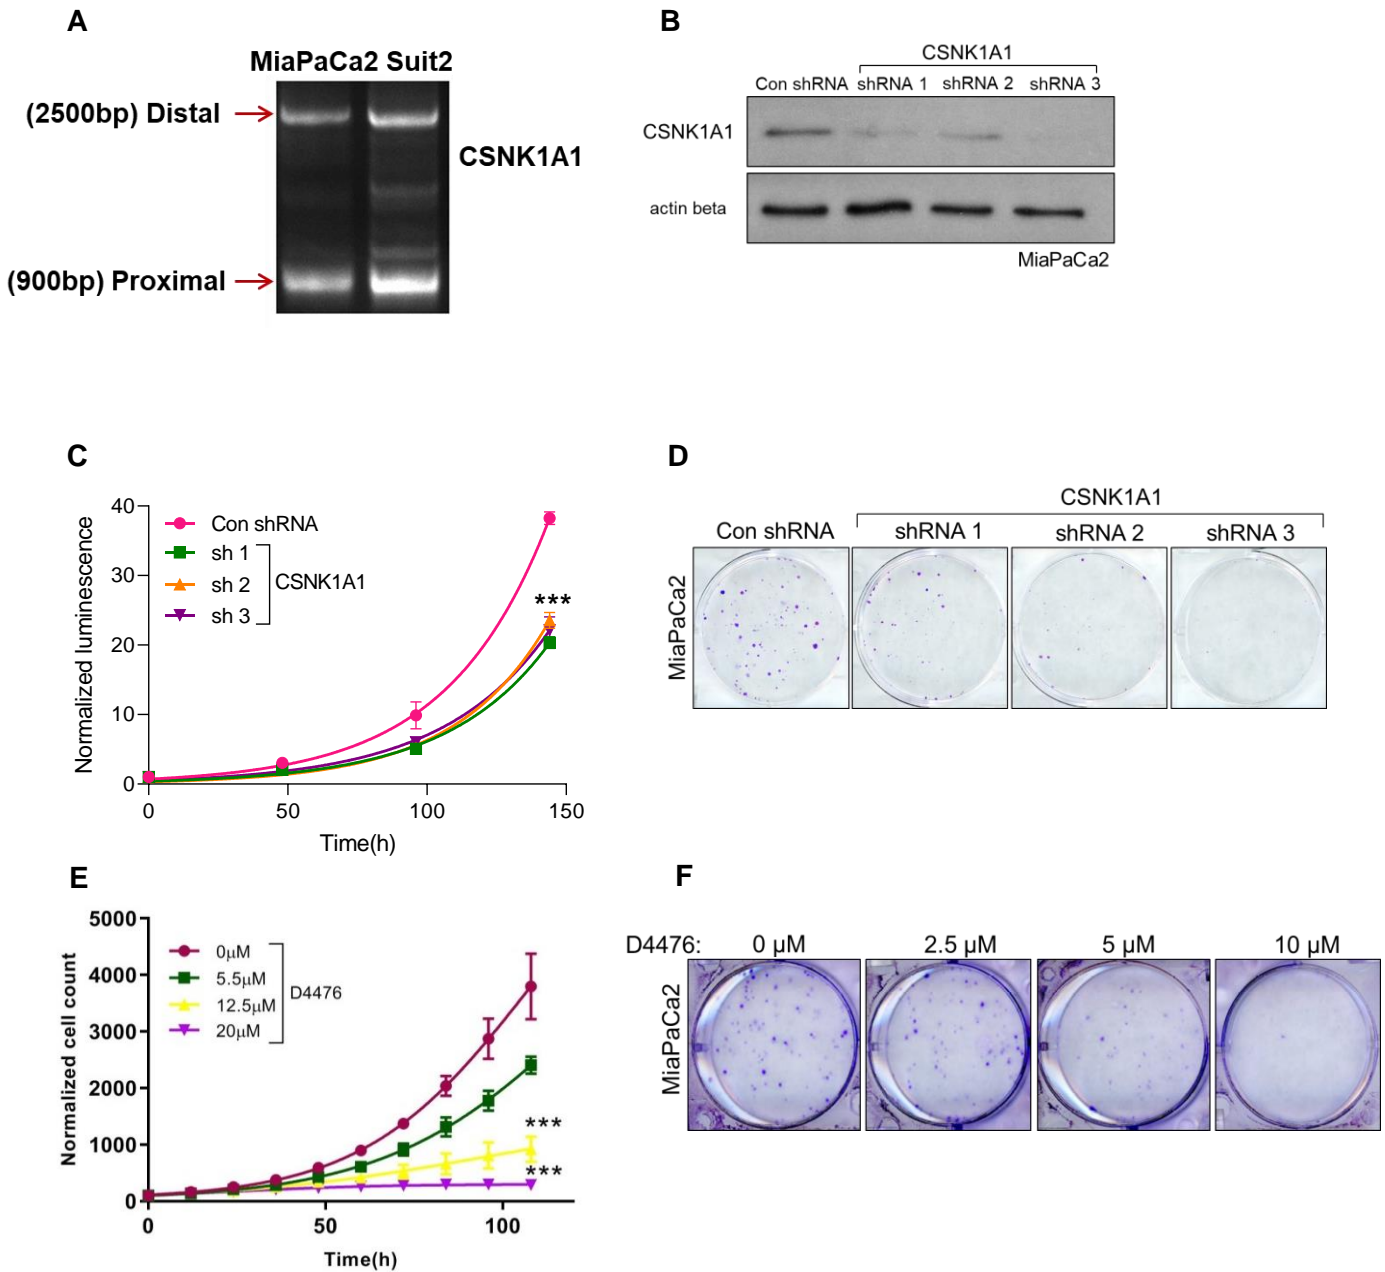 A
MiaPaCa2 Suit2
(2500bp) Distal
CSNK1A1
(900bp) Proximal
B
CSNK1A1
Con shRNA shRNA 1 shRNA 2 shRNA 3
CSNK1A1
actin beta
MiaPaCa2
C
40
30
20
10
0
0 50 100 150
Normalized luminescence
Time(h)
Con shRNA
sh 1
sh 2
sh 3
CSNK1A1
***
D
CSNK1A1
Con shRNA shRNA 1 shRNA 2 shRNA 3
MiaPaCa2
E
5000
4000
3000
2000
1000
0
0 50 100
Normalized cell count
Time(h)
0μM
5.5μM
12.5μM
20μM
D4476
***
***
F
D4476: 0 μM 2.5 μM 5 μM 10 μM
MiaPaCa2